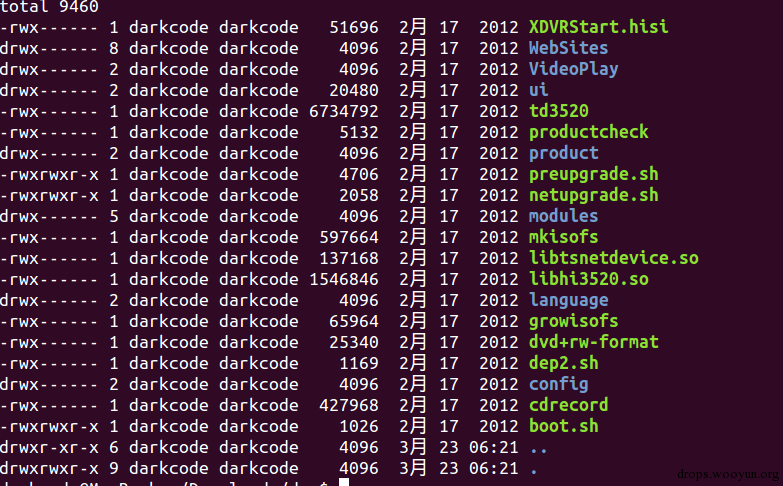 total 9460
-rwx------ 1 darkcode darkcode 51696 2月 17 2012 XDVRStart.hisi
drwx------ 8 darkcode darkcode 4096 2月 17 2012 WebSites
drwx------ 2 darkcode darkcode 4096 2月 17 2012 VideoPlay
drwx------ 2 darkcode darkcode 20480 2月 17 2012 ui
-rwx------ 1 darkcode darkcode 6734792 2月 17 2012 td3520
-rwx------ 1 darkcode darkcode 5132 2月 17 2012 productcheck
drwx------ 2 darkcode darkcode 4096 2月 17 2012 product
-rwxrwxr-x 1 darkcode darkcode 4706 2月 17 2012 preupgrade.sh
-rwxrwxr-x 1 darkcode darkcode 2058 2月 17 2012 netupgrade.sh
drwx------ 5 darkcode darkcode 4096 2月 17 2012 modules
-rwx------ 1 darkcode darkcode 597664 2月 17 2012 mkisofs
-rwx------ 1 darkcode darkcode 137168 2月 17 2012 libtsnetdevice.so
-rwx------ 1 darkcode darkcode 1546846 2月 17 2012 libhi3520.so
drwx------ 2 darkcode darkcode 4096 2月 17 2012 language
-rwx------ 1 darkcode darkcode 65964 2月 17 2012 growisofs
-rwx------ 1 darkcode darkcode 25340 2月 17 2012 dvd+rw-format
-rwx------ 1 darkcode darkcode 1169 2月 17 2012 dep2.sh
drwx------ 2 darkcode darkcode 4096 2月 17 2012 config
-rwx------ 1 darkcode darkcode 427968 2月 17 2012 cdrecord
-rwxrwxr-x 1 darkcode darkcode 1026 2月 17 2012 boot.sh
drwxr-xr-x 6 darkcode darkcode 4096 3月 23 06:21 ..
drwxrwxr-x 9 darkcode darkcode 4096 3月 23 06:21 .
drops.wooyun.org